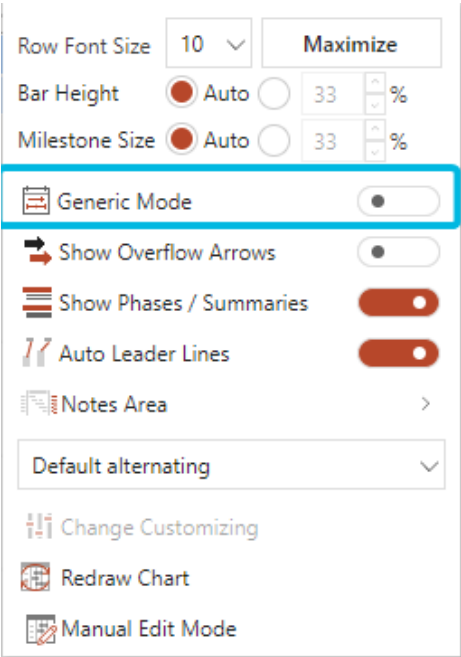 Row Font Size 10 Maximize
Bar Height Auto 33 %
Milestone Size Auto 33 %
Generic Mode
Show Overflow Arrows
Show Phases / Summaries
Auto Leader Lines
Notes Area
Default alternating
Change Customizing
Redraw Chart
Manual Edit Mode